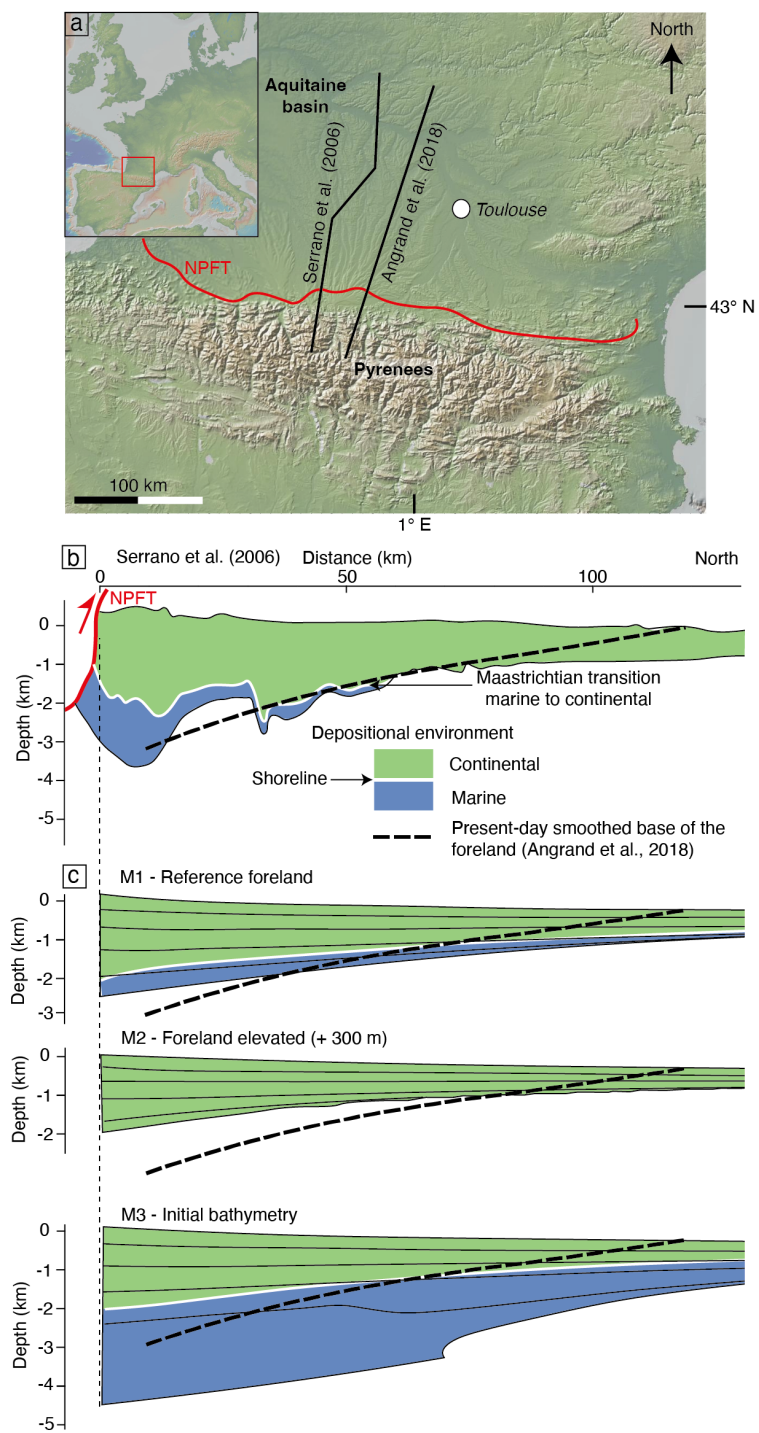 a
North
Aquitaine
basin
Serrano et al. (2006)
Angrand et al. (2018)
Toulouse
NPFT
43° N
Pyrenees
100 km
1° E
b
Serrano et al. (2006)
Distance (km)
North
0
50
100
NPFT
Depth (km)
0
-1
-2
-3
-4
-5
Maastrichtian transition
marine to continental
Depositional environment
Continental
Shoreline
Marine
Present-day smoothed base of the
foreland (Angrand et al., 2018)
c
M1 - Reference foreland
Depth (km)
0
-1
-2
-3
M2 - Foreland elevated (+ 300 m)
Depth (km)
0
-1
-2
M3 - Initial bathymetry
Depth (km)
0
-1
-2
-3
-4
-5